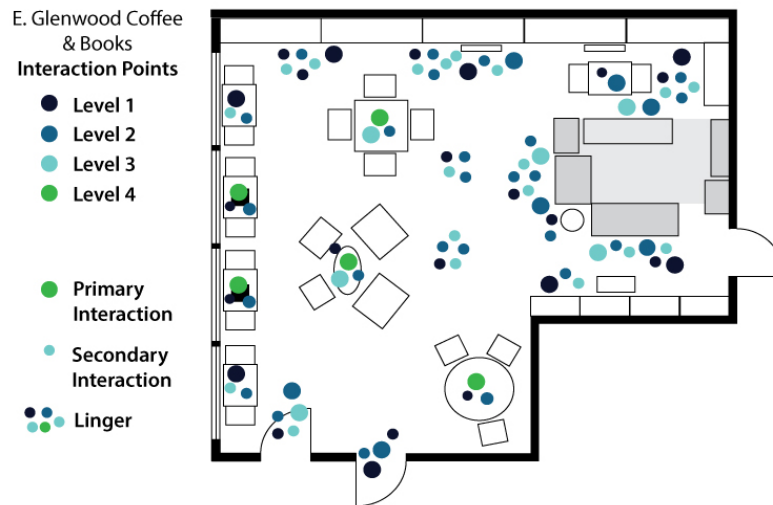 E. Glenwood Coffee
& Books
Interaction Points
Level 1
Level 2
Level 3
Level 4
Primary
Interaction
Secondary
Interaction
Linger